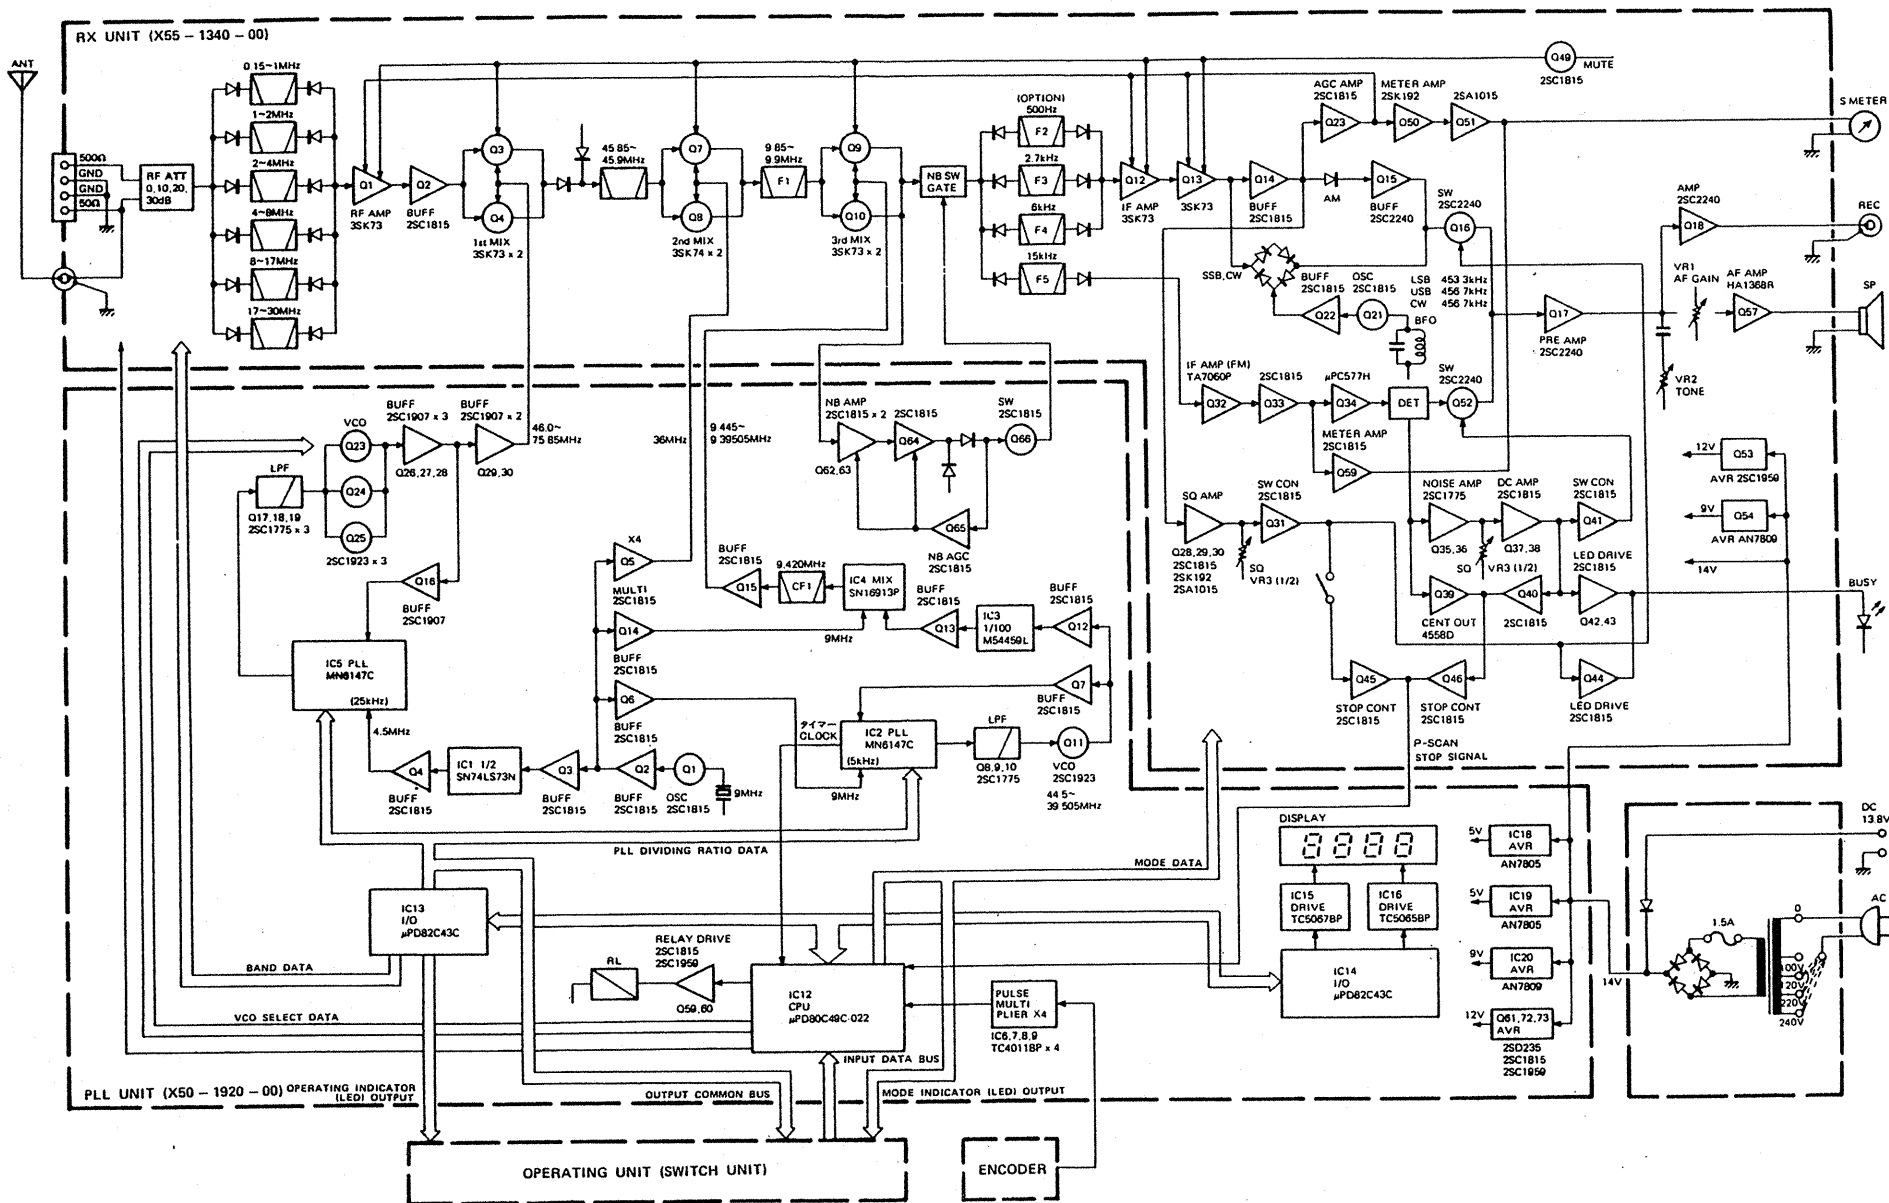 RX UNIT (X55 – 1340 – 00)
ANT
500Ω
GND
GND
50Ω
RF ATT
0,10,20,
30dB
0 15~1MHz
1~2MHz
2~4MHz
4~8MHz
8~17MHz
17~30MHz
Q1
RF AMP
3SK73
Q2
BUFF
2SC1815
Q3
Q4
1st MIX
3SK73 x 2
45 85~
45.9MHz
Q7
Q8
2nd MIX
3SK74 x 2
9 85~
9.9MHz
F1
Q9
Q10
3rd MIX
3SK73 x 2
NB SW
GATE
(OPTION)
500Hz
F2
2.7kHz
F3
6kHz
F4
15kHz
F5
Q12
IF AMP
3SK73
Q13
3SK73
Q14
BUFF
2SC1815
AGC AMP
2SC1815
Q23
METER AMP
2SK192
Q50
2SA1015
Q51
Q49
2SC1815
MUTE
S METER
AM
Q15
BUFF
2SC2240
SW
2SC2240
Q16
AMP
2SC2240
Q18
REC
SSB,CW
BUFF
2SC1815
Q22
OSC
2SC1815
Q21
LSB 453 3kHz
USB 456 7kHz
CW 456 7kHz
BFO
Q17
PRE AMP
2SC2240
VR1
AF GAIN
AF AMP
HA1368R
Q57
SP
VR2
TONE
IF AMP (FM)
TA7060P
Q32
2SC1815
Q33
μPC577H
Q34
DET
SW
2SC2240
Q52
METER AMP
2SC1815
Q59
SQ AMP
Q28,29,30
2SC1815
2SK192
2SA1015
SW CON
2SC1815
Q31
SQ
VR3 (1/2)
NOISE AMP
2SC1775
Q35,36
DC AMP
2SC1815
Q37,38
SW CON
2SC1815
Q41
SQ
VR3 (1/2)
LED DRIVE
2SC1815
Q39
CENT OUT
4558D
Q40
2SC1815
Q42,43
BUSY
Q45
STOP CONT
2SC1815
Q46
STOP CONT
2SC1815
Q44
LED DRIVE
2SC1815
P-SCAN
STOP SIGNAL
12V
Q53
AVR 2SC1959
9V
Q54
AVR AN7809
14V
VCO
Q23
Q24
Q25
2SC1923 x 3
LPF
Q17,18,19
2SC1775 x 3
BUFF
2SC1907 x 3
Q26,27,28
BUFF
2SC1907 x 2
Q29,30
46.0~
75 85MHz
Q16
BUFF
2SC1907
IC5 PLL
MN6147C
(25kHz)
4.5MHz
36MHz
9 445~
9 39505MHz
NB AMP
2SC1815 x 2
Q62,63
2SC1815
Q64
SW
2SC1815
Q66
Q65
NB AGC
2SC1815
X4
Q5
MULTI
2SC1815
Q14
BUFF
2SC1815
9MHz
Q6
BUFF
2SC1815
BUFF
2SC1815
Q15
9,420MHz
CF1
IC4 MIX
SN16913P
BUFF
2SC1815
Q13
IC3
1/100
M54459L
BUFF
2SC1815
Q12
Q7
BUFF
2SC1815
タイマー
CLOCK
IC2 PLL
MN6147C
(5kHz)
9MHz
LPF
Q8,9,10
2SC1775
Q11
VCO
2SC1923
44 5~
39 505MHz
Q4
BUFF
2SC1815
IC1 1/2
SN74LS73N
Q3
BUFF
2SC1815
Q2
BUFF
2SC1815
Q1
OSC
2SC1815
9MHz
PLL DIVIDING RATIO DATA
MODE DATA
IC13
I/O
μPD82C43C
BAND DATA
VCO SELECT DATA
RL
RELAY DRIVE
2SC1815
2SC1959
Q59,60
IC12
CPU
μPD80C49C-022
PULSE
MULTI
PLIER X4
IC6,7,8,9
TC4011BP x 4
INPUT DATA BUS
DISPLAY
8 8 8 8
IC15
DRIVE
TC5067BP
IC16
DRIVE
TC5065BP
IC14
I/O
μPD82C43C
5V
IC18
AVR
AN7805
5V
IC19
AVR
AN7805
9V
IC20
AVR
AN7809
12V
Q61,72,73
AVR
2SD235
2SC1815
2SC1959
14V
1.5A
0
100V
120V
220V
240V
DC
13.8V
AC
PLL UNIT (X50 – 1920 – 00)
OPERATING INDICATOR
(LED) OUTPUT
OUTPUT COMMON BUS
MODE INDICATOR (LED) OUTPUT
OPERATING UNIT (SWITCH UNIT)
ENCODER